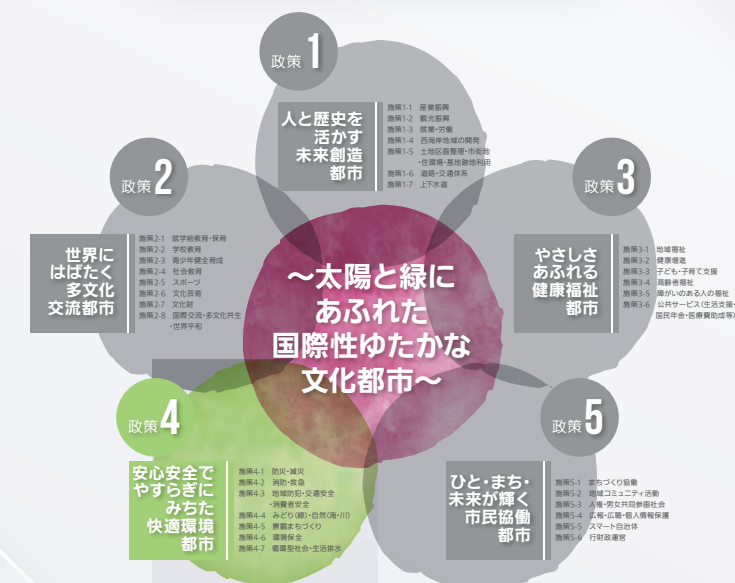 政策1
人と歴史を
活かす
未来創造
都市
施策1-1 産業振興
施策1-2 観光振興
施策1-3 就業・労働
施策1-4 西海岸地域の開発
施策1-5 土地区画整理・市街地
・住環境・基地跡地利用
施策1-6 道路・交通体系
施策1-7 上下水道
政策2
世界に
はばたく
多文化
交流都市
施策2-1 就学前教育・保育
施策2-2 学校教育
施策2-3 青少年健全育成
施策2-4 社会教育
施策2-5 スポーツ
施策2-6 文化芸術
施策2-7 文化財
施策2-8 国際交流・多文化共生
・世界平和
政策3
やさしさ
あふれる
健康福祉
都市
施策3-1 地域福祉
施策3-2 健康増進
施策3-3 子ども・子育て支援
施策3-4 高齢者福祉
施策3-5 障がいのある人の福祉
施策3-6 公共サービス(生活支援・
国民年金・医療費助成等)
～太陽と緑に
あふれた
国際性ゆたかな
文化都市～
政策4
安心安全で
やすらぎに
みちた
快適環境
都市
施策4-1 防災・減災
施策4-2 消防・救急
施策4-3 地域防犯・交通安全
・消費者安全
施策4-4 みどり(緑)・自然(海・川)
施策4-5 景観まちづくり
施策4-6 環境保全
施策4-7 循環型社会・生活排水
政策5
ひと・まち・
未来が輝く
市民協働
都市
施策5-1 まちづくり協働
施策5-2 地域コミュニティ活動
施策5-3 人権・男女共同参画社会
施策5-4 広報・広聴・個人情報保護
施策5-5 スマート自治体
施策5-6 行財政運営